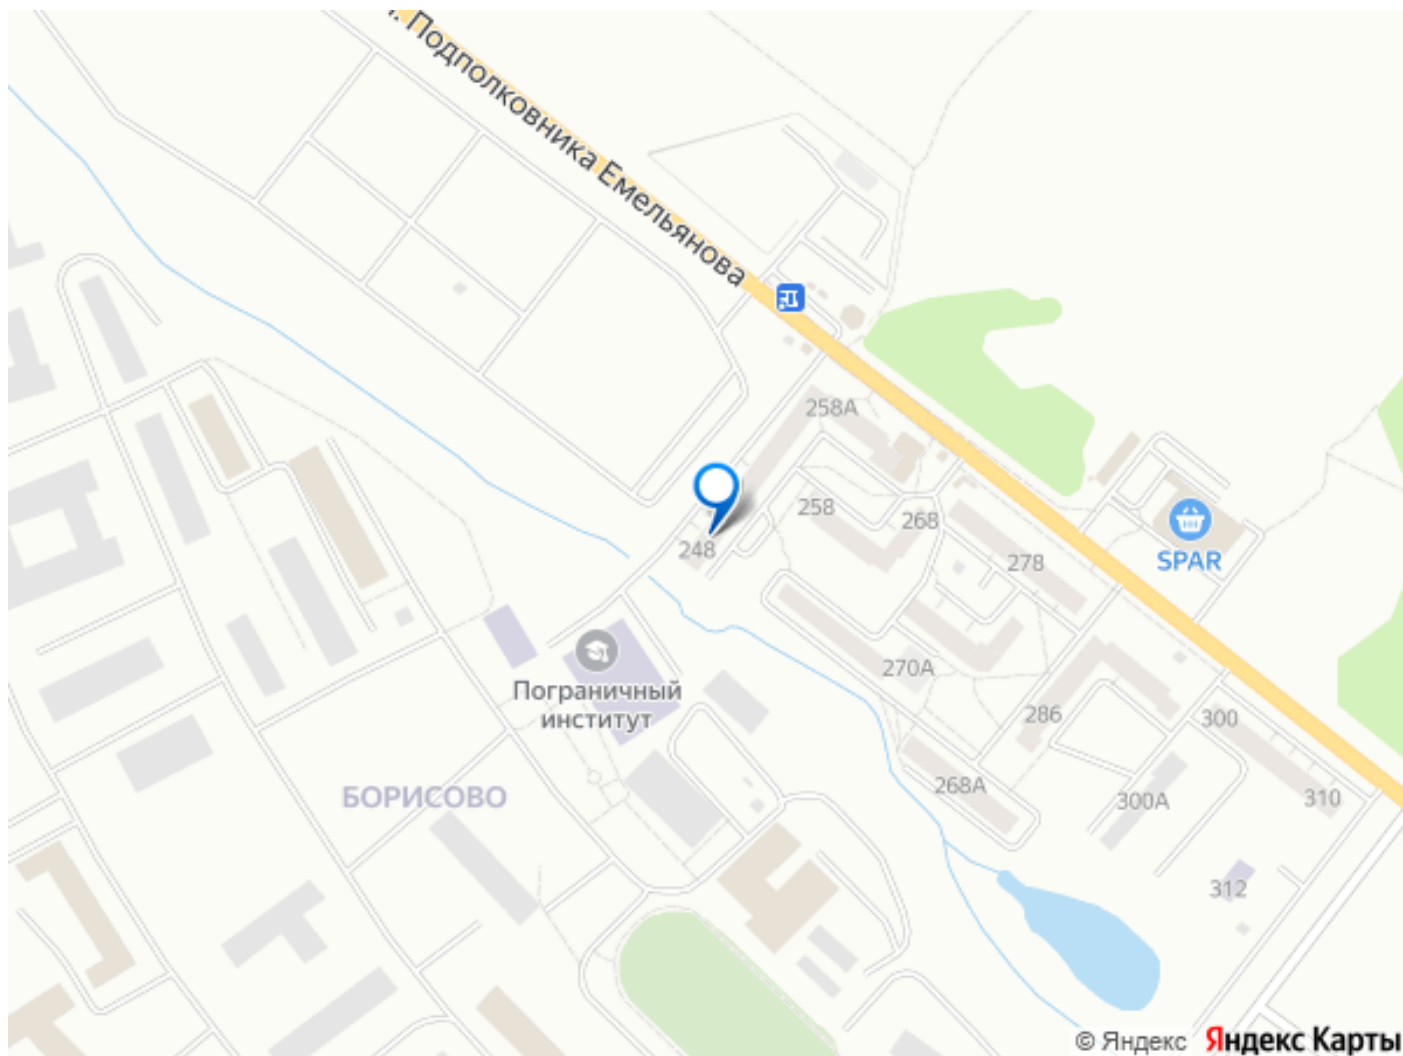 л. Подполковника Емельянова
258А
258
268
248
278
SPAR
270А
Пограничный
институт
286
300
268А
300А
310
БОРИСОВО
312
© Яндекс Яндекс Карты